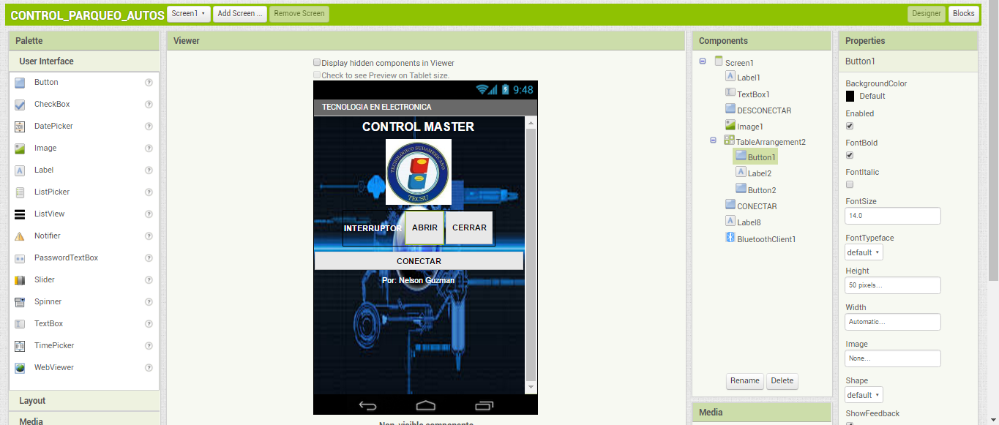 CONTROL_PARQUEO_AUTOS
Screen1
Add Screen ...
Remove Screen
Designer
Blocks
Palette
User Interface
Button
CheckBox
DatePicker
Image
Label
ListPicker
ListView
Notifier
PasswordTextBox
Slider
Spinner
TextBox
TimePicker
WebViewer
Layout
Media
Viewer
Display hidden components in Viewer
Check to see Preview on Tablet size.
9:48
TECNOLOGIA EN ELECTRONICA
CONTROL MASTER
TECNOLOGICO SUDAMERICANO
TECSU
INTERRUPTOR
ABRIR
CERRAR
CONECTAR
Por: Nelson Guzman
Non-visible components
Components
Screen1
Label1
TextBox1
DESCONECTAR
Image1
TableArrangement2
Button1
Label2
Button2
CONECTAR
Label8
BluetoothClient1
Rename
Delete
Media
Properties
Button1
BackgroundColor
Default
Enabled
FontBold
FontItalic
FontSize
14.0
FontTypeface
default
Height
50 pixels...
Width
Automatic...
Image
None...
Shape
default
ShowFeedback